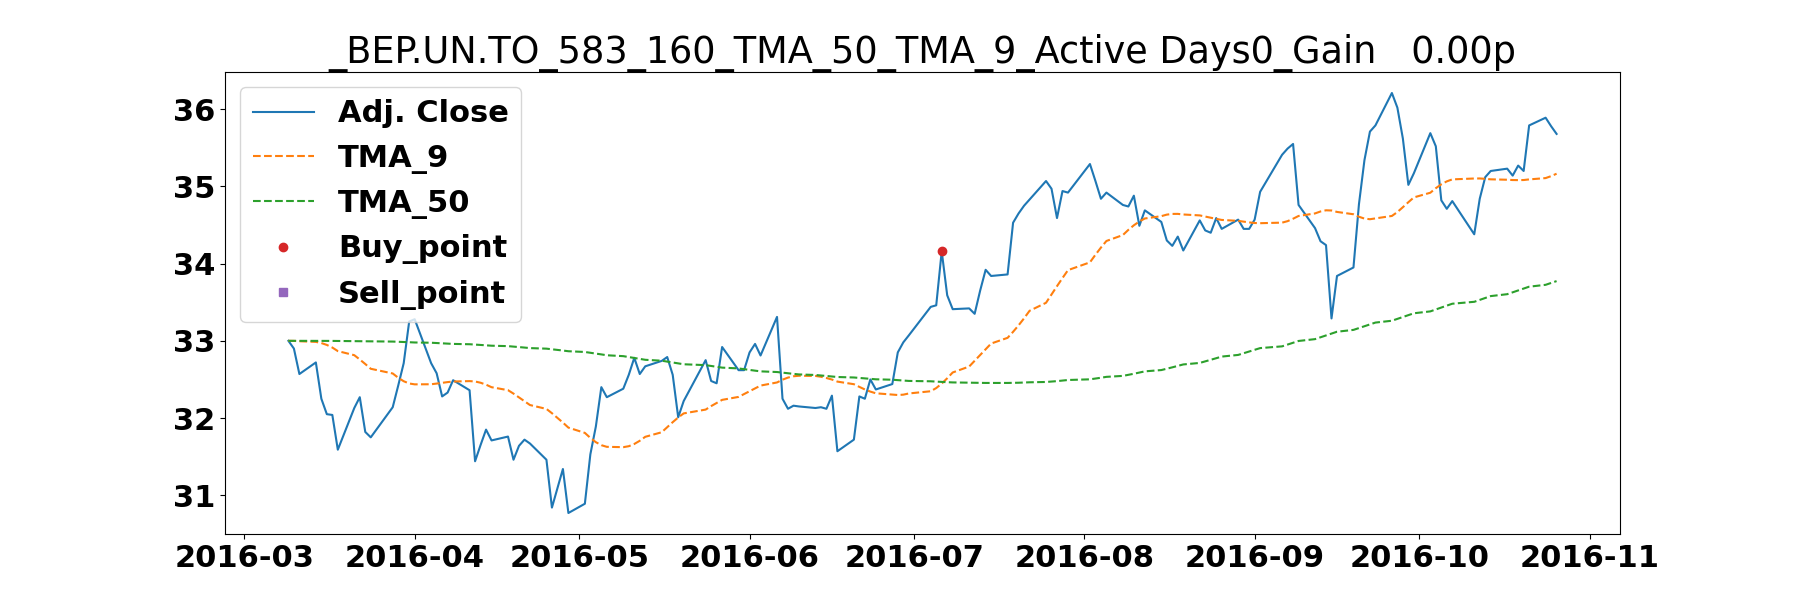 _BEP.UN.TO_583_160_TMA_50_TMA_9_Active Days0_Gain   0.00p
Adj. Close
TMA_9
TMA_50
Buy_point
Sell_point
36
35
34
33
32
31
2016-03 2016-04 2016-05 2016-06 2016-07 2016-08 2016-09 2016-10 2016-11